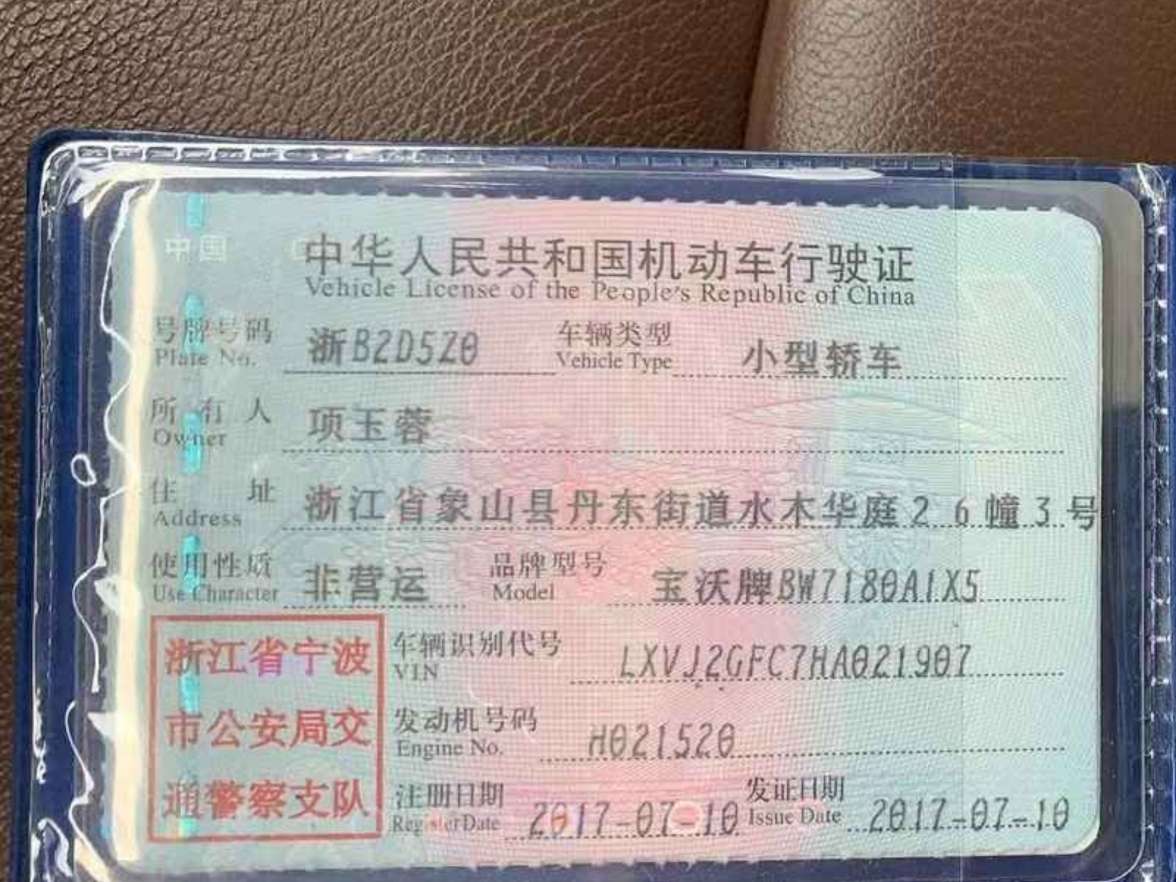 中国
中华人民共和国机动车行驶证
Vehicle License of the People's Republic of China
号牌号码 浙B2D5Z0 车辆类型 小型轿车
Plate No. Vehicle Type
所有人 项玉蓉
Owner
住址 浙江省象山县丹东街道水木华庭26幢3号
Address
使用性质 非营运 品牌型号 宝沃牌BW7180A1X5
Use Character Model
浙江省宁波
市公安局交
通警察支队
车辆识别代号 LXVJ2GFC7HA021907
VIN
发动机号码 H021520
Engine No.
注册日期 2017-07-10 发证日期 2017-07-10
Register Date Issue Date